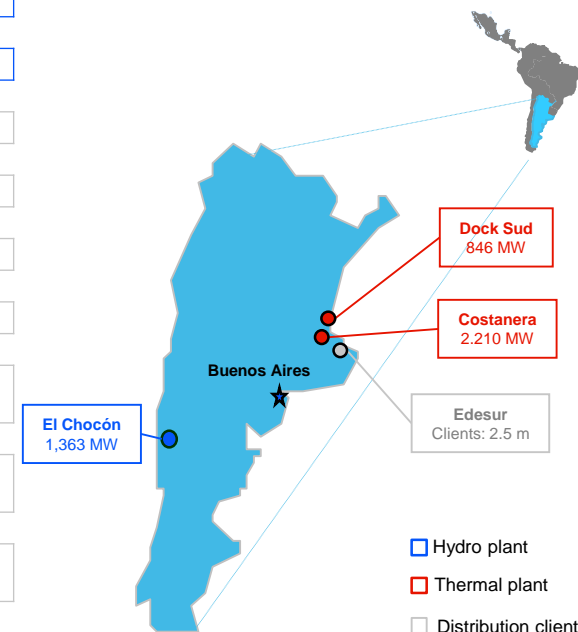 Dock Sud
846 MW
Costanera
2.210 MW
Buenos Aires
Edesur
Clients: 2.5 m
El Chocón
1,363 MW
Hydro plant
Thermal plant
Distribution client